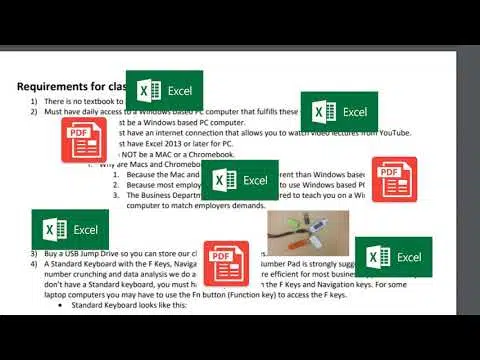 Requirements for clas
Excel
1) There is no textbook to
Excel
2) Must have daily access to a Windows based PC computer that fulfills these
st be a Windows based PC computer.
PDF
st have an internet connection that allows you to watch video lectures from YouTube.
st have Excel 2013 or later for PC.
PDF
NOT be a MAC or a Chromebook.
Why are Macs and Chromeboo
1. Because the Mac and
rent than Windows based
Excel
2. Because most employ
to use Windows based P
3. The Business Departm
red to teach you on a Wi
computer to match employers demands.
Excel
3) Buy a USB Jump Drive so you can store our cl
es.
PDF
Excel
4) A Standard Keyboard with the F Keys, Naviga
umber Pad is strongly sugge
number crunching and data analysis we do a
re efficient for most business
don't have a Standard keyboard, you must ha
n the F Keys and Navigation keys. For some
laptop computers you may have to use the Fn button (Function key) to access the F keys.
• Standard Keyboard looks like this: